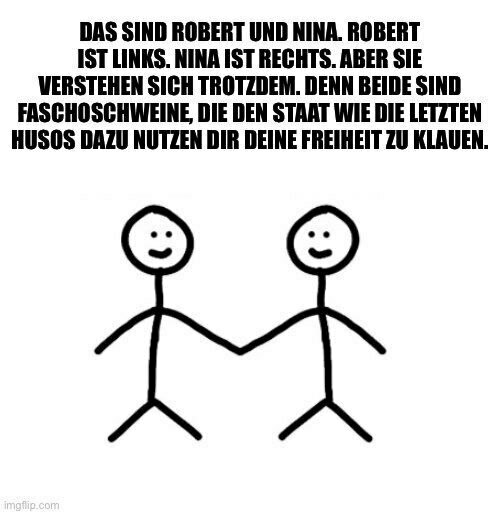 DAS SIND ROBERT UND NINA. ROBERT
IST LINKS. NINA IST RECHTS. ABER SIE
VERSTEHEN SICH TROTZDEM. DENN BEIDE SIND
FASCHOSCHWEINE, DIE DEN STAAT WIE DIE LETZTEN
HUSOS DAZU NUTZEN DIR DEINE FREIHEIT ZU KLAUEN.
imgflip.com